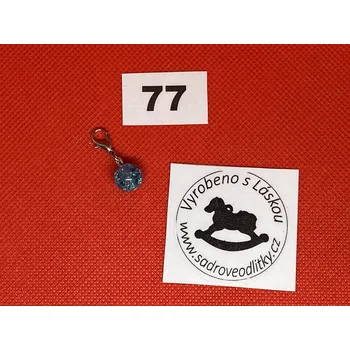 77
Vyrobeno s Láskou
www.sadroveodlitky.cz